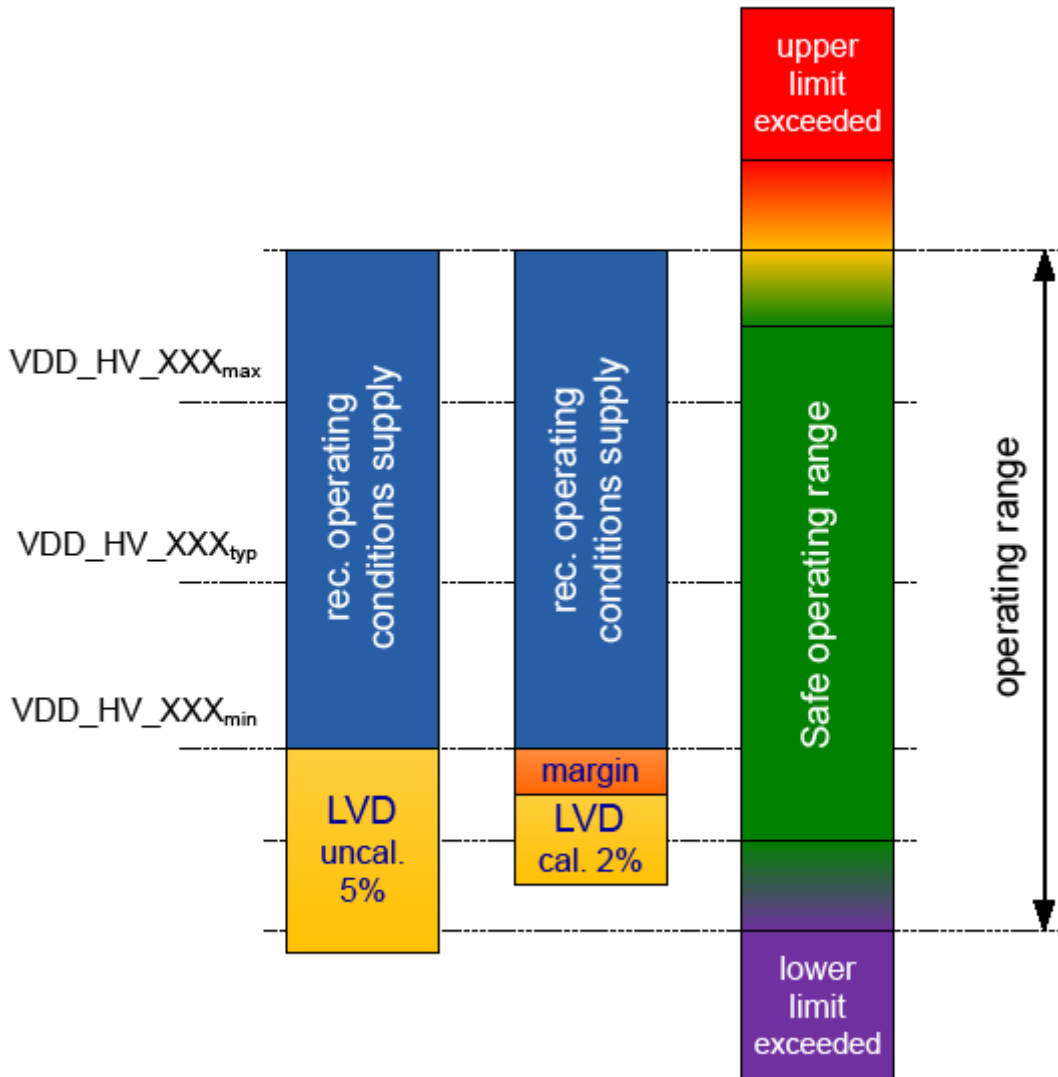 upper
limit
exceeded
VDD_HV_XXXmax
VDD_HV_XXXtyp
VDD_HV_XXXmin
rec. operating
conditions supply
LVD
uncal.
5%
rec. operating
conditions supply
margin
LVD
cal. 2%
Safe operating range
lower
limit
exceeded
operating range